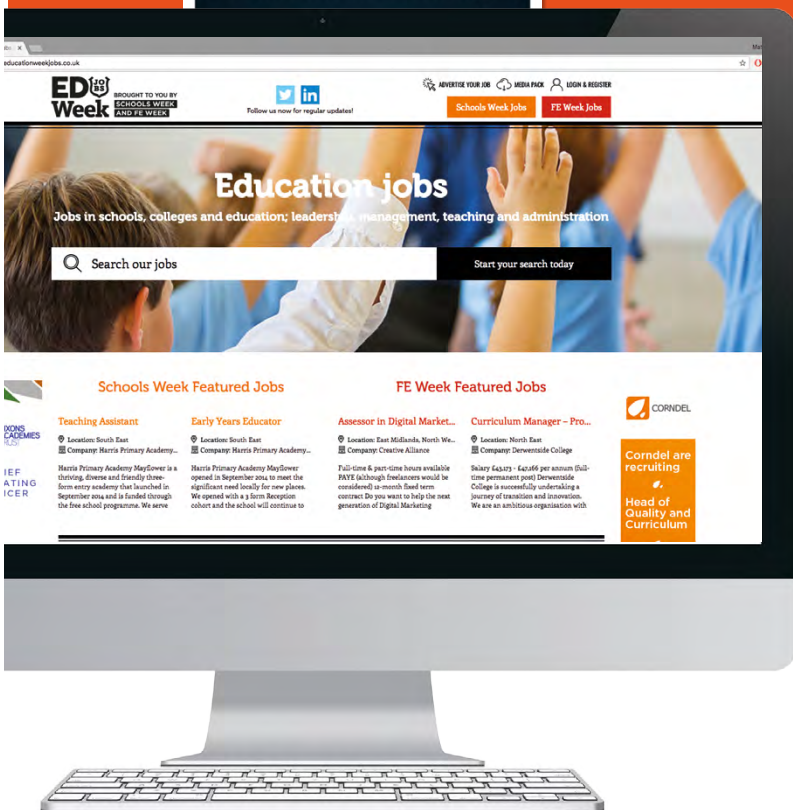 Mat
educationweekjobs.co.uk
ED {JO BS}
Week
BROUGHT TO YOU BY
SCHOOLS WEEK
AND FE WEEK
Follow us now for regular updates!
ADVERTISE YOUR JOB MEDIA PACK LOGIN & REGISTER
Schools Week Jobs FE Week Jobs
Education jobs
Jobs in schools, colleges and education; leadership, management, teaching and administration
Search our jobs
Start your search today
Schools Week Featured Jobs
Teaching Assistant
Location: South East
Company: Harris Primary Academy...
Harris Primary Academy Mayflower is a
thriving, diverse and friendly three-
form entry academy that launched in
September 2014 and is funded through
the free school programme. We serve
Early Years Educator
Location: South East
Company: Harris Primary Academy...
Harris Primary Academy Mayflower
opened in September 2014 to meet the
significant need locally for new places.
We opened with a 3 form Reception
cohort and the school will continue to
FE Week Featured Jobs
Assessor in Digital Market...
Location: East Midlands, North We...
Company: Creative Alliance
Full-time & part-time hours available
PAYE (although freelancers would be
considered) 12-month fixed term
contract Do you want to help the next
generation of Digital Marketing
Curriculum Manager – Pro...
Location: North East
Company: Derwentside College
Salary £43,173 - £47,166 per annum (full-
time permanent post) Derwentside
College is successfully undertaking a
journey of transition and innovation.
We are an ambitious organisation with
IXONS
CADEMIES
RUST
IEF
ATING
ICER
CORNDEL
Corndel are
recruiting
Head of
Quality and
Curriculum